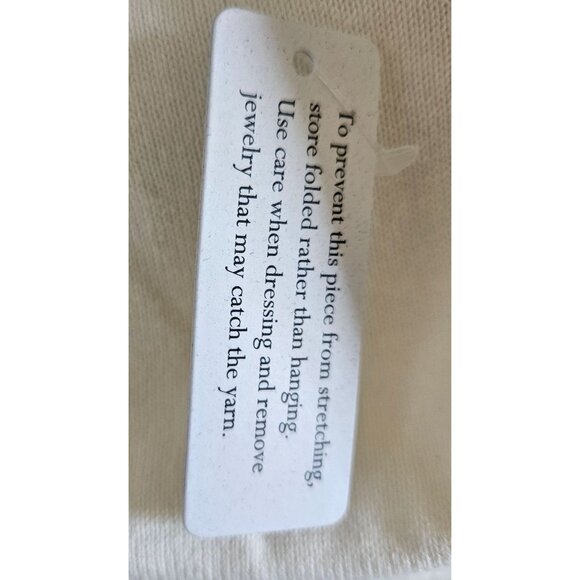 To prevent this piece from stretching,
store folded rather than hanging.
Use care when dressing and remove
jewelry that may catch the yarn.